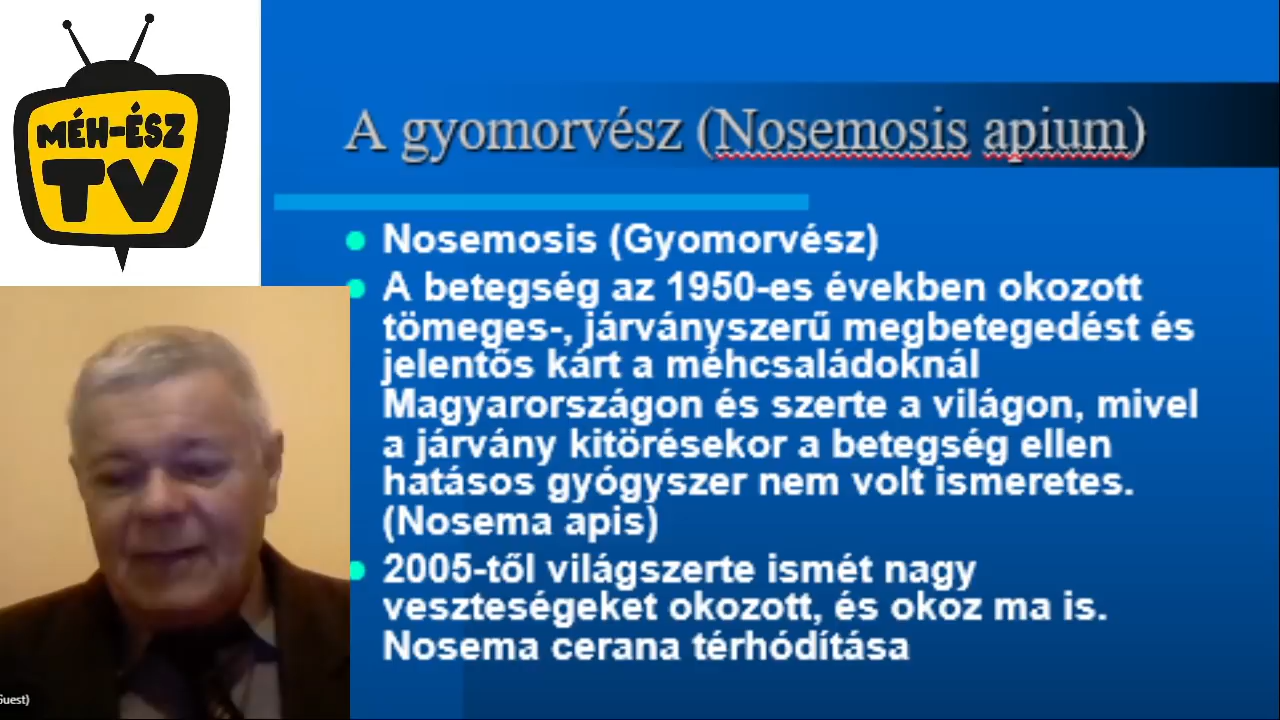 MÉH-ÉSZ
TV
A gyomorvész (Nosemosis apium)
Nosemosis (Gyomorvész)
A betegség az 1950-es években okozott
tömeges-, járványszerű megbetegedést és
jelentős kárt a méhcsaládoknál
Magyarországon és szerte a világon, mivel
a járvány kitörésekor a betegség ellen
hatásos gyógyszer nem volt ismeretes.
(Nosema apis)
2005-től világszerte ismét nagy
veszteségeket okozott, és okoz ma is.
Nosema cerana térhódítása
Guest)